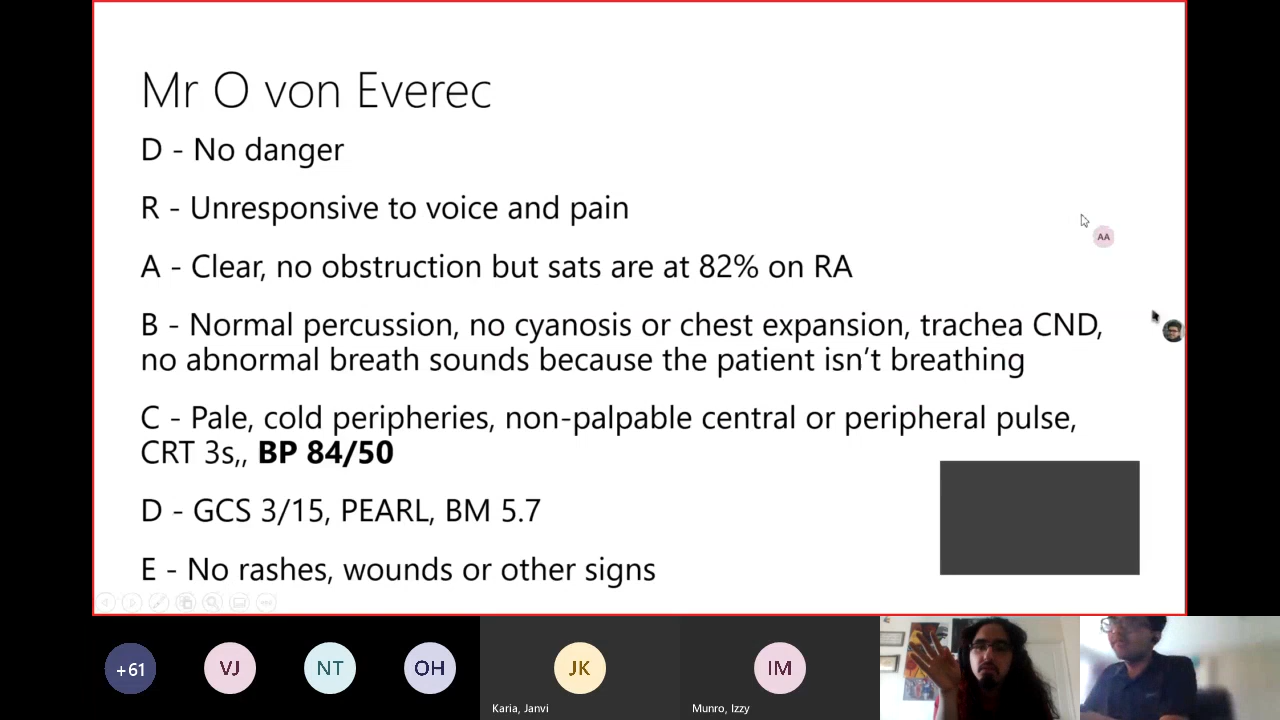 Mr O von Everec
D - No danger
R - Unresponsive to voice and pain
A - Clear, no obstruction but sats are at 82% on RA
AA
B - Normal percussion, no cyanosis or chest expansion, trachea CND,
no abnormal breath sounds because the patient isn't breathing
C - Pale, cold peripheries, non-palpable central or peripheral pulse,
CRT 3s,, BP 84/50
D - GCS 3/15, PEARL, BM 5.7
E - No rashes, wounds or other signs
+61
VJ
NT
OH
JK
IM
Karia, Janvi
Munro, Izzy